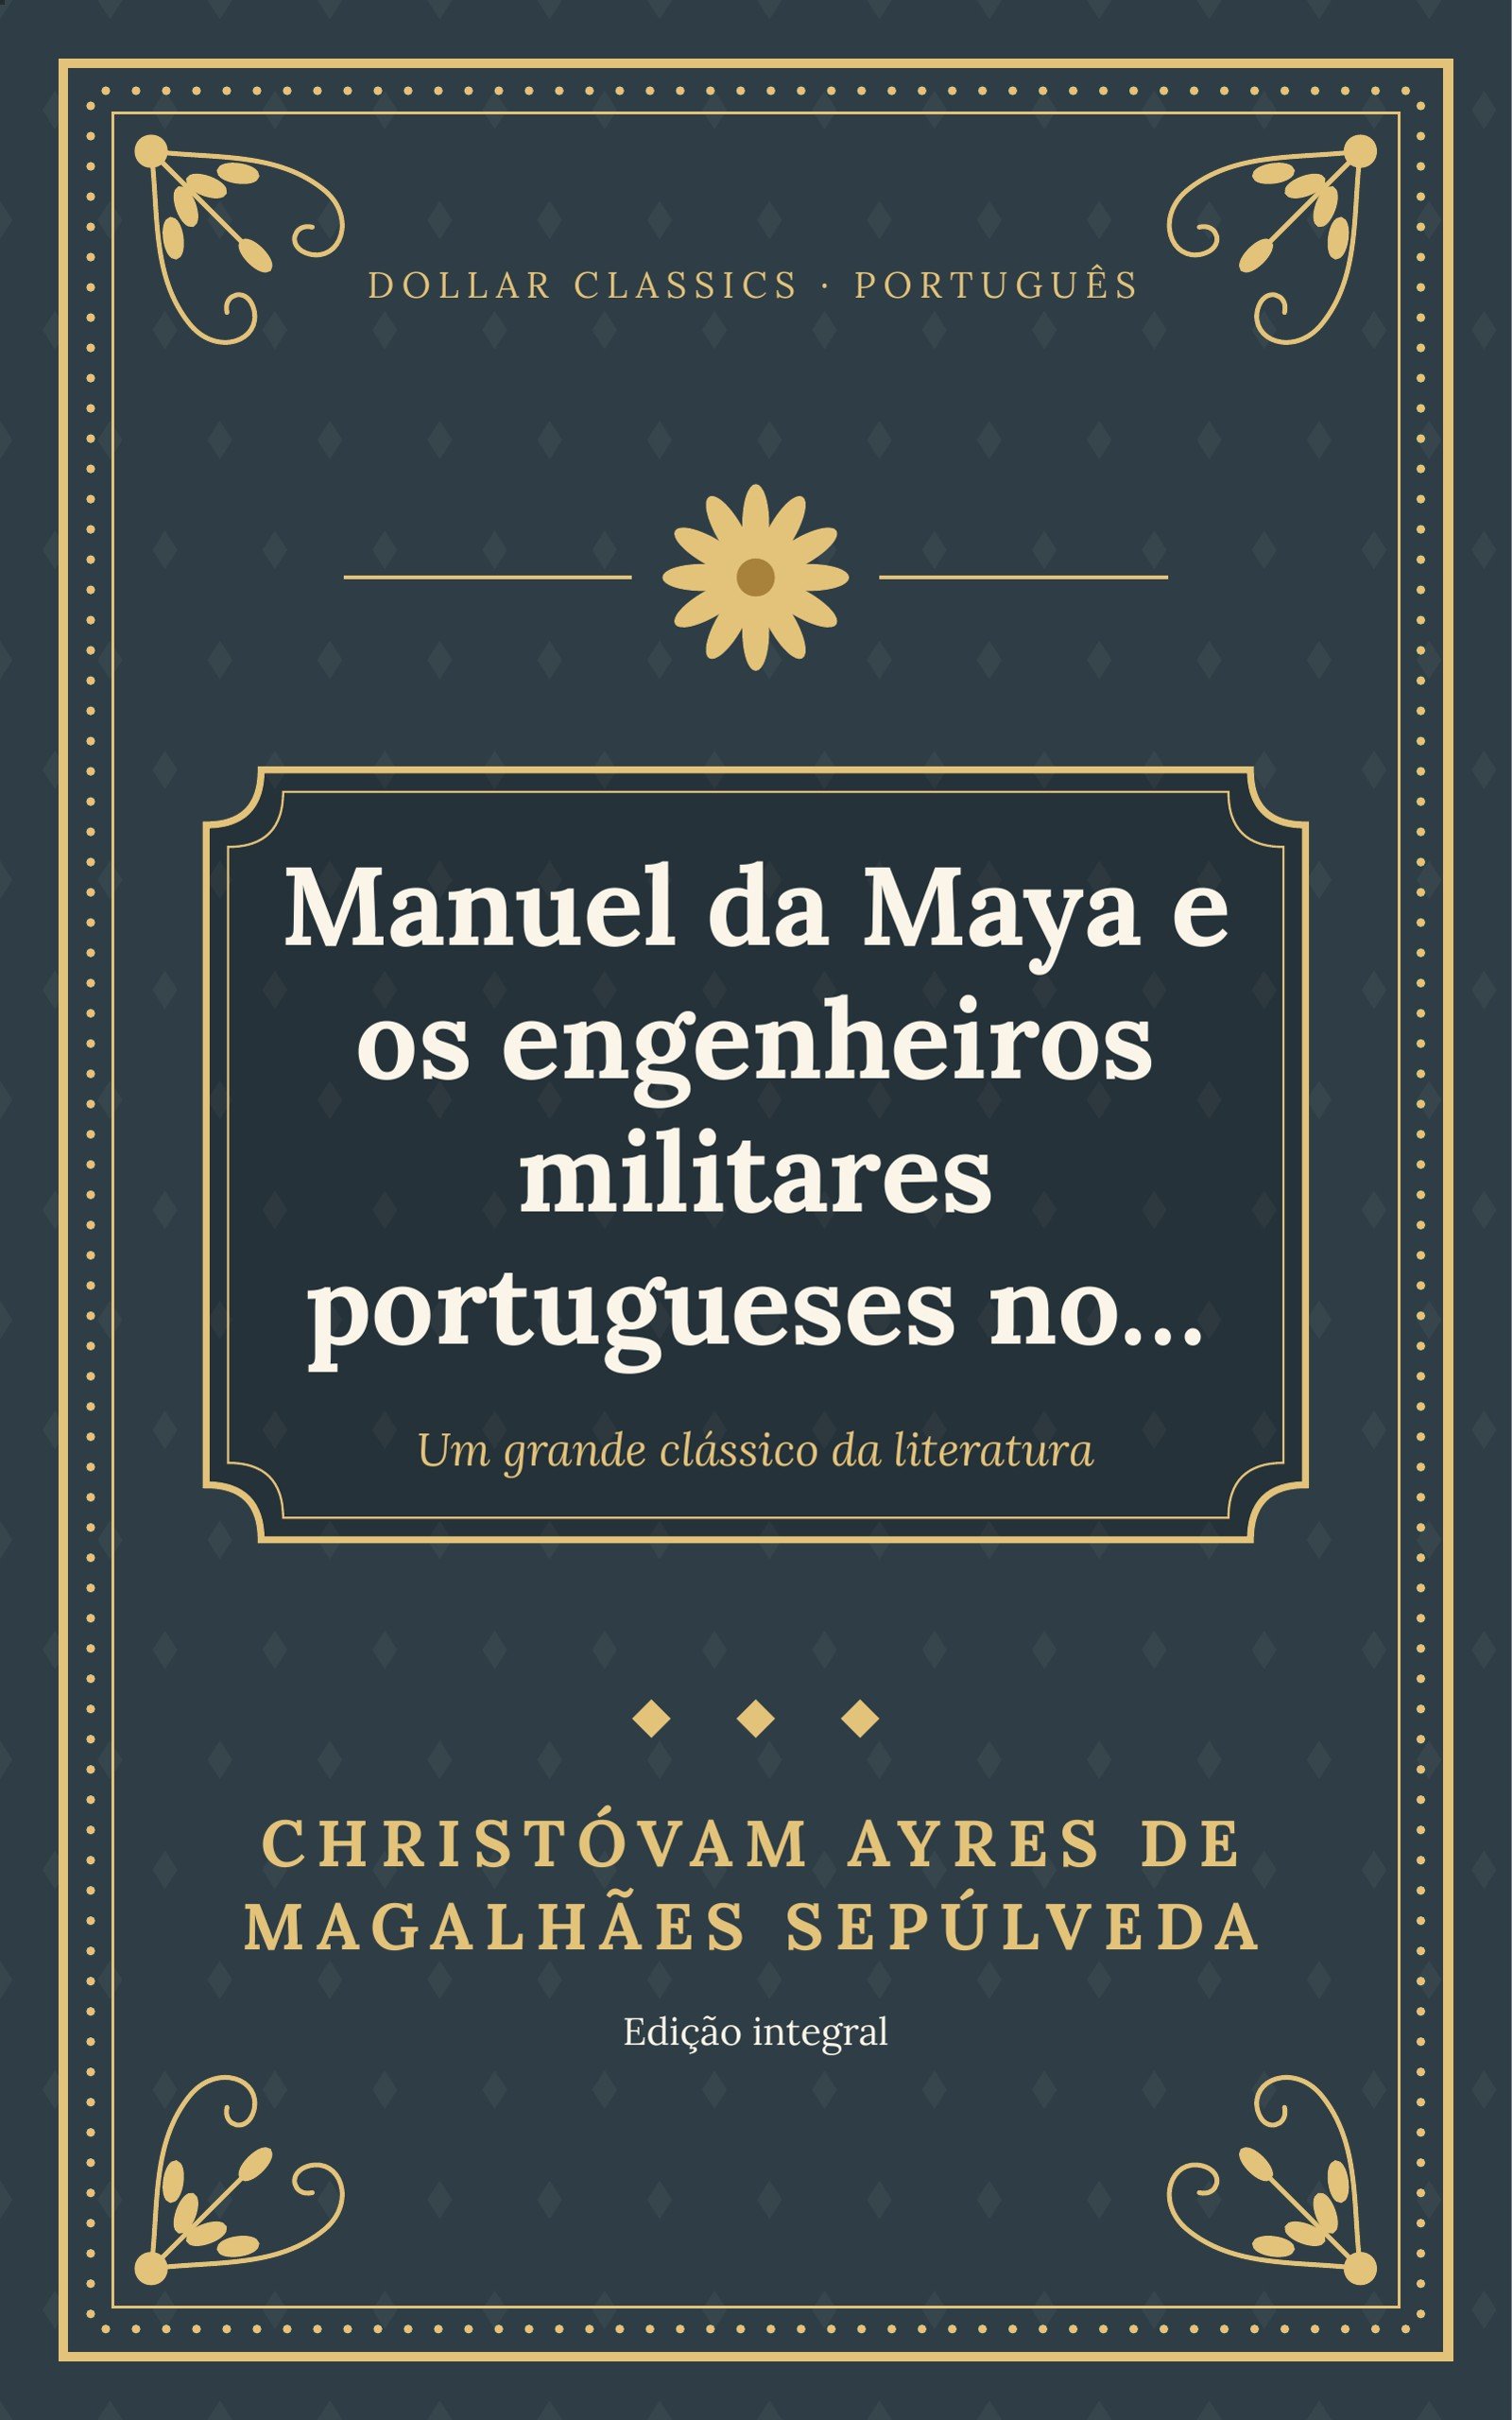 DOLLAR CLASSICS · PORTUGUÊS
Manuel da Maya e
os engenheiros
militares
portugueses no...
Um grande clássico da literatura
CHRISTÓVAM AYRES DE
MAGALHÃES SEPÚLVEDA
Edição integral